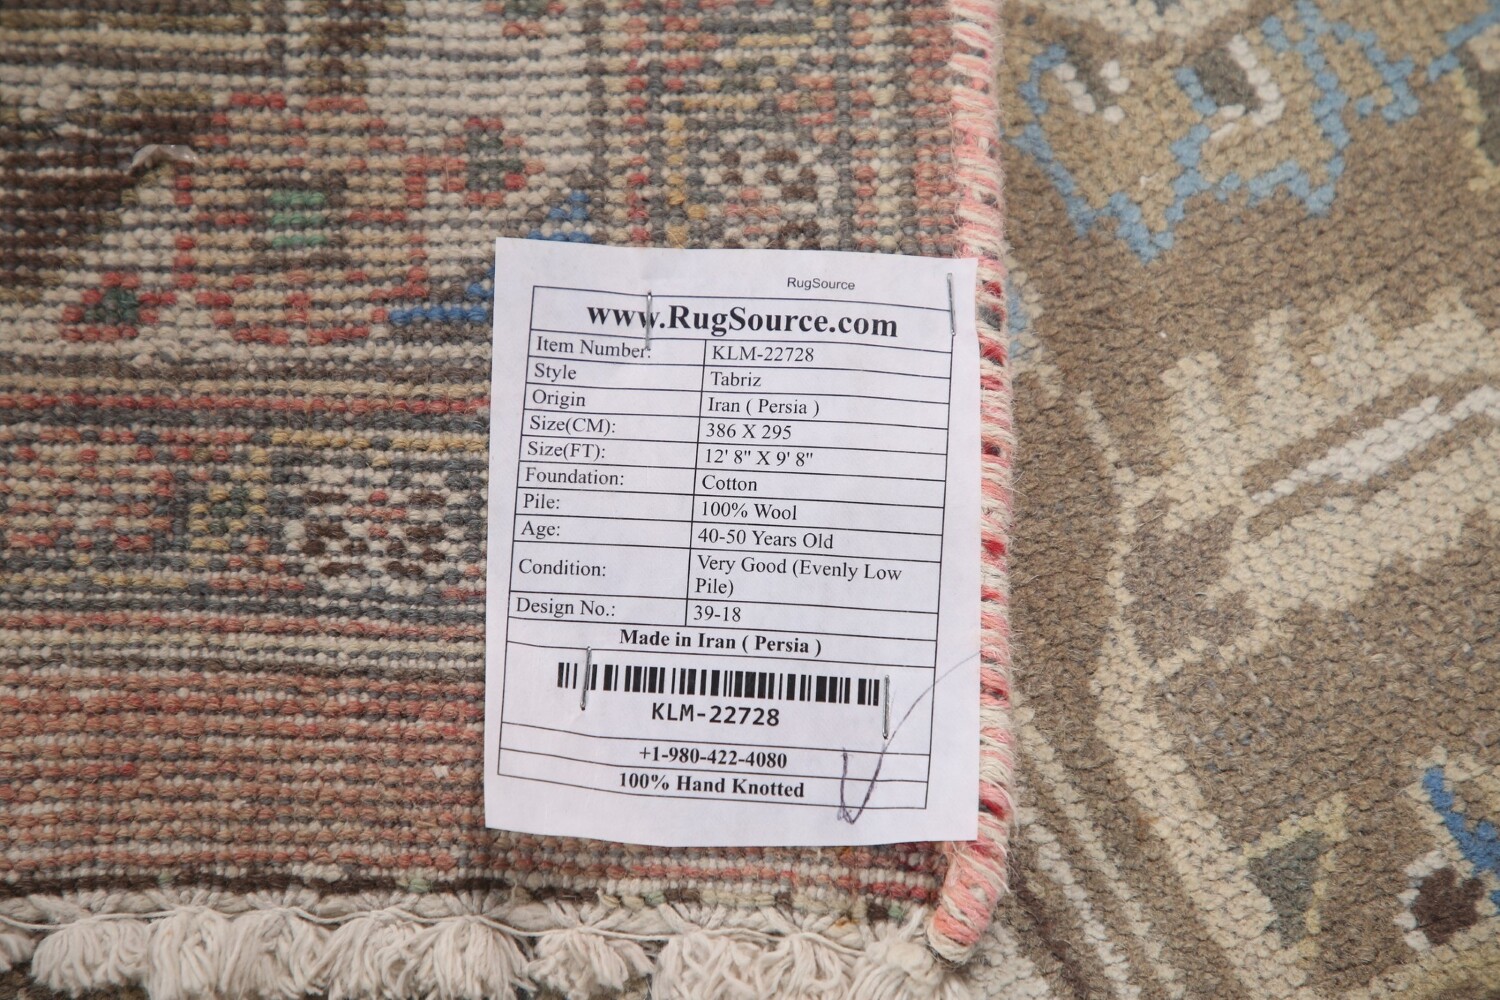 RugSource
www.RugSource.com
Item Number: KLM-22728
Style Tabriz
Origin Iran ( Persia )
Size(CM): 386 X 295
Size(FT): 12' 8" X 9' 8"
Foundation: Cotton
Pile: 100% Wool
Age: 40-50 Years Old
Condition: Very Good (Evenly Low
Pile)
Design No.: 39-18
Made in Iran ( Persia )
KLM-22728
+1-980-422-4080
100% Hand Knotted